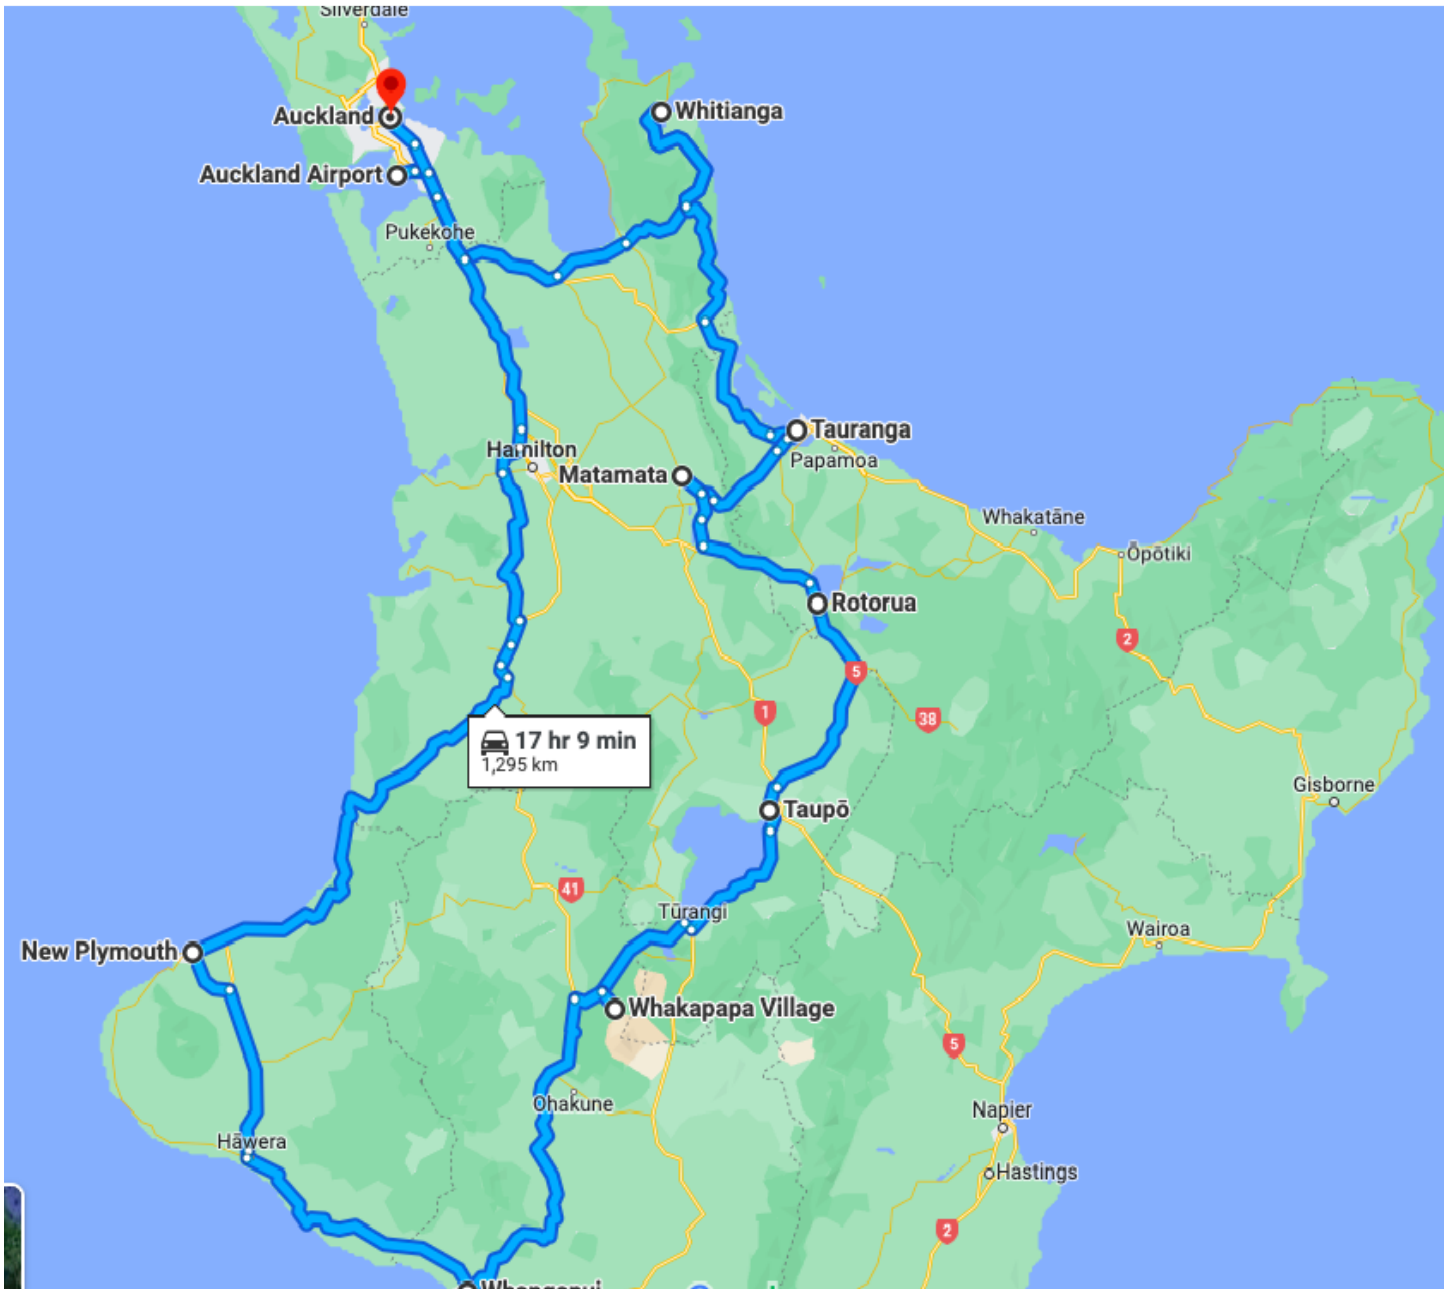 Silverdale
Auckland
Whitianga
Auckland Airport
Pukekohe
Tauranga
Hamilton
Papamoa
Matamata
Whakatāne
Ōpōtiki
Rotorua
2
5
1
38
17 hr 9 min
1,295 km
Gisborne
Taupō
41
Tūrangi
Wairoa
New Plymouth
Whakapapa Village
5
Ohakune
Napier
Hāwera
Hastings
2
Whanganui